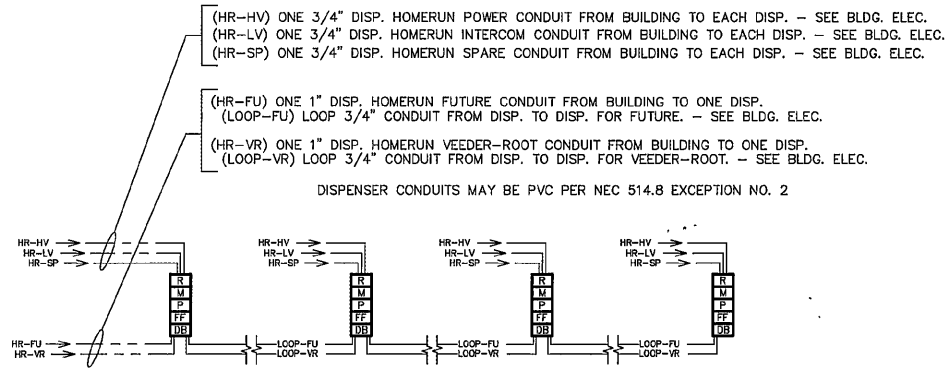 (HR-HV) ONE 3/4" DISP. HOMERUN POWER CONDUIT FROM BUILDING TO EACH DISP. – SEE BLDG. ELEC.
(HR-LV) ONE 3/4" DISP. HOMERUN INTERCOM CONDUIT FROM BUILDING TO EACH DISP. – SEE BLDG. ELEC.
(HR-SP) ONE 3/4" DISP. HOMERUN SPARE CONDUIT FROM BUILDING TO EACH DISP. – SEE BLDG. ELEC.
(HR-FU) ONE 1" DISP. HOMERUN FUTURE CONDUIT FROM BUILDING TO ONE DISP.
(LOOP-FU) LOOP 3/4" CONDUIT FROM DISP. TO DISP. FOR FUTURE. – SEE BLDG. ELEC.
(HR-VR) ONE 1" DISP. HOMERUN VEEDER-ROOT CONDUIT FROM BUILDING TO ONE DISP.
(LOOP-VR) LOOP 3/4" CONDUIT FROM DISP. TO DISP. FOR VEEDER-ROOT. – SEE BLDG. ELEC.
DISPENSER CONDUITS MAY BE PVC PER NEC 514.8 EXCEPTION NO. 2
HR-HV HR-HV HR-HV HR-HV
HR-LV HR-LV HR-LV HR-LV
HR-SP HR-SP HR-SP HR-SP
R R R R
M M M M
P P P P
FF FF FF FF
DB DB DB DB
HR-FU LOOP-FU LOOP-FU LOOP-FU
HR-VR LOOP-VR LOOP-VR LOOP-VR